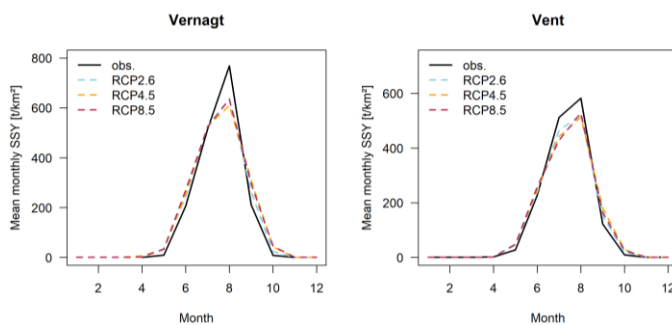 Vernagt
Mean monthly SSY [t/km²]
800
600
400
200
0
obs.
RCP2.6
RCP4.5
RCP8.5
2 4 6 8 10 12
Month
Vent
Mean monthly SSY [t/km²]
600
400
200
0
obs.
RCP2.6
RCP4.5
RCP8.5
2 4 6 8 10 12
Month